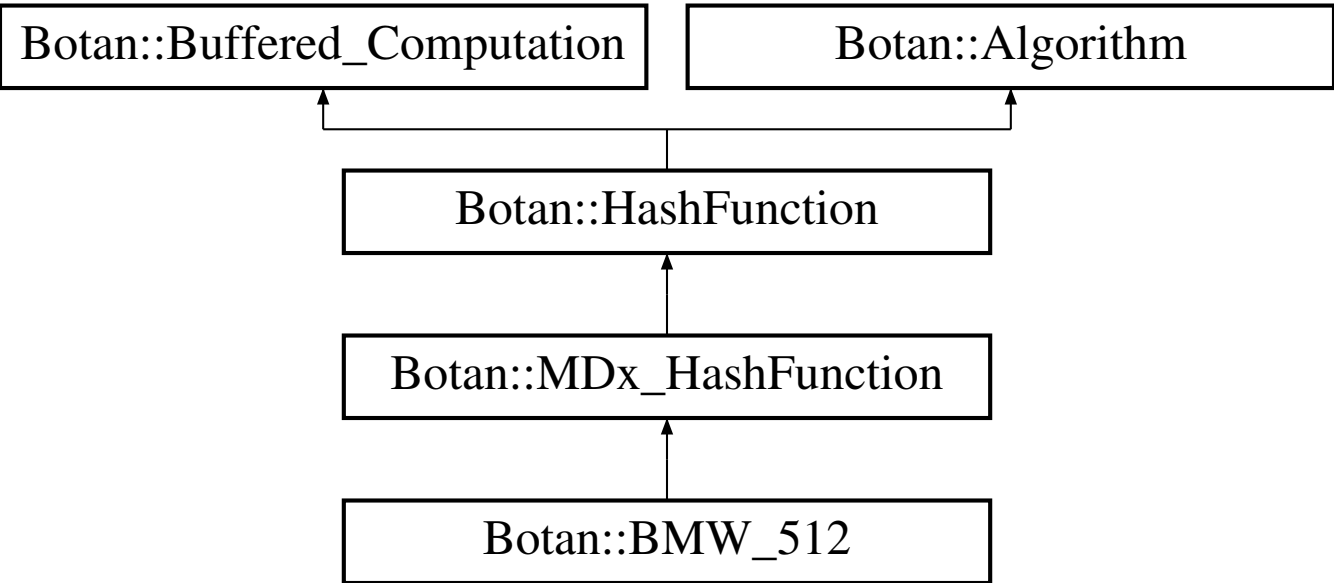 Botan::Buffered_Computation
Botan::Algorithm
Botan::HashFunction
Botan::MDx_HashFunction
Botan::BMW_512